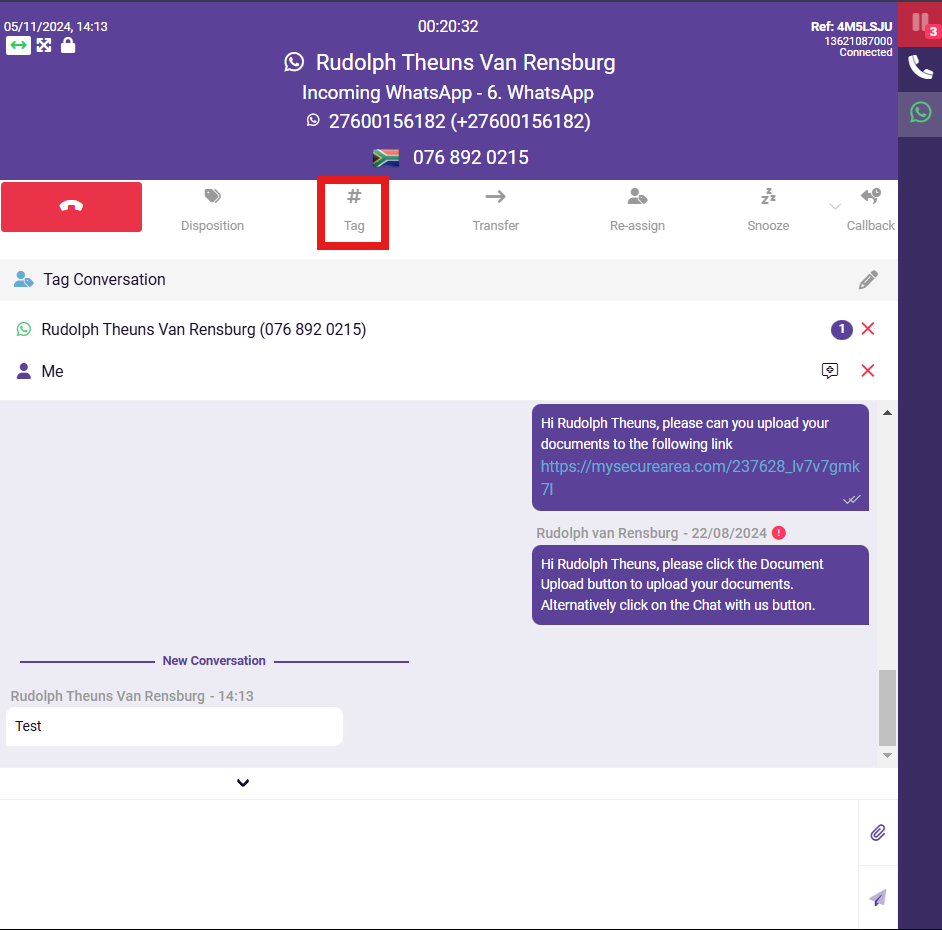 05/11/2024, 14:13
00:20:32
Ref: 4M5LSJU
13621087000
Connected
3
Rudolph Theuns Van Rensburg
Incoming WhatsApp - 6. WhatsApp
27600156182 (+27600156182)
076 892 0215
Disposition
# Tag
Transfer
Re-assign
Snooze
Callback
Tag Conversation
Rudolph Theuns Van Rensburg (076 892 0215)
1
Me
Hi Rudolph Theuns, please can you upload your
documents to the following link
https://mysecurearea.com/237628_lv7v7gmk
7l
Rudolph van Rensburg - 22/08/2024
Hi Rudolph Theuns, please click the Document
Upload button to upload your documents.
Alternatively click on the Chat with us button.
New Conversation
Rudolph Theuns Van Rensburg - 14:13
Test